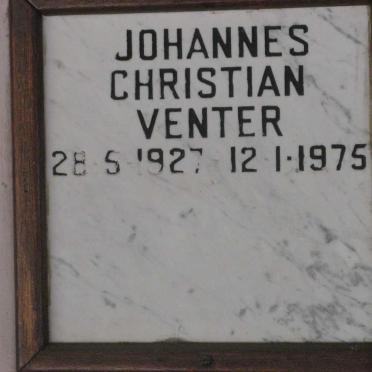 JOHANNES
CHRISTIAN
VENTER
28·5·1927 12·1·1975